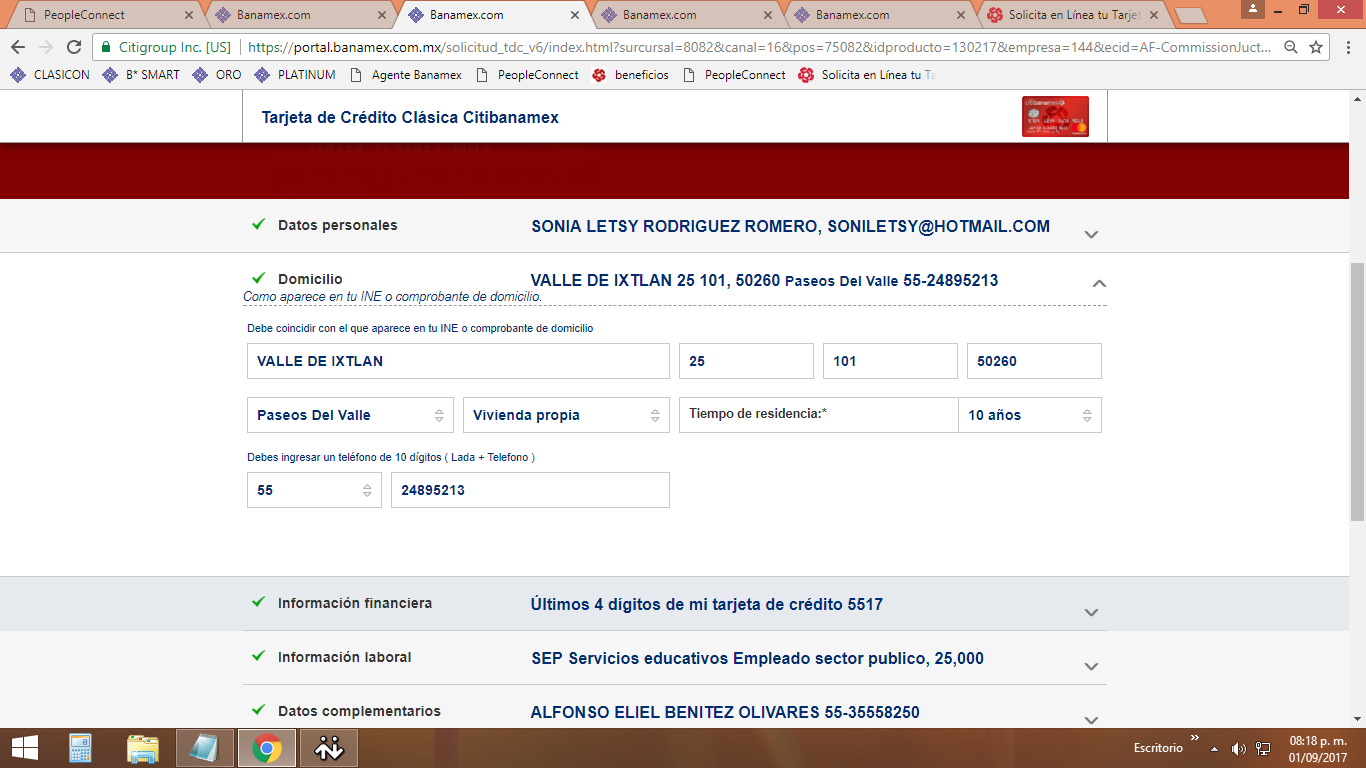 PeopleConnect
Banamex.com
Banamex.com
Banamex.com
Banamex.com
Solicita en Línea tu Tarjet
Citigroup Inc. [US]
https://portal.banamex.com.mx/solicitud_tdc_v6/index.html?surcursal=8082&canal=16&pos=75082&idproducto=130217&empresa=144&ecid=AF-CommissionJuct...
CLASICON
B* SMART
ORO
PLATINUM
Agente Banamex
PeopleConnect
beneficios
PeopleConnect
Solicita en Línea tu Ta
Tarjeta de Crédito Clásica Citibanamex
Datos personales
SONIA LETSY RODRIGUEZ ROMERO, SONILETSY@HOTMAIL.COM
Domicilio
VALLE DE IXTLAN 25 101, 50260 Paseos Del Valle 55-24895213
Como aparece en tu INE o comprobante de domicilio.
Debe coincidir con el que aparece en tu INE o comprobante de domicilio
VALLE DE IXTLAN
25
101
50260
Paseos Del Valle
Vivienda propia
Tiempo de residencia:*
10 años
Debes ingresar un teléfono de 10 dígitos ( Lada + Telefono )
55
24895213
Información financiera
Últimos 4 dígitos de mi tarjeta de crédito 5517
Información laboral
SEP Servicios educativos Empleado sector publico, 25,000
Datos complementarios
ALFONSO ELIEL BENITEZ OLIVARES 55-35558250
Escritorio
08:18 p. m.
01/09/2017